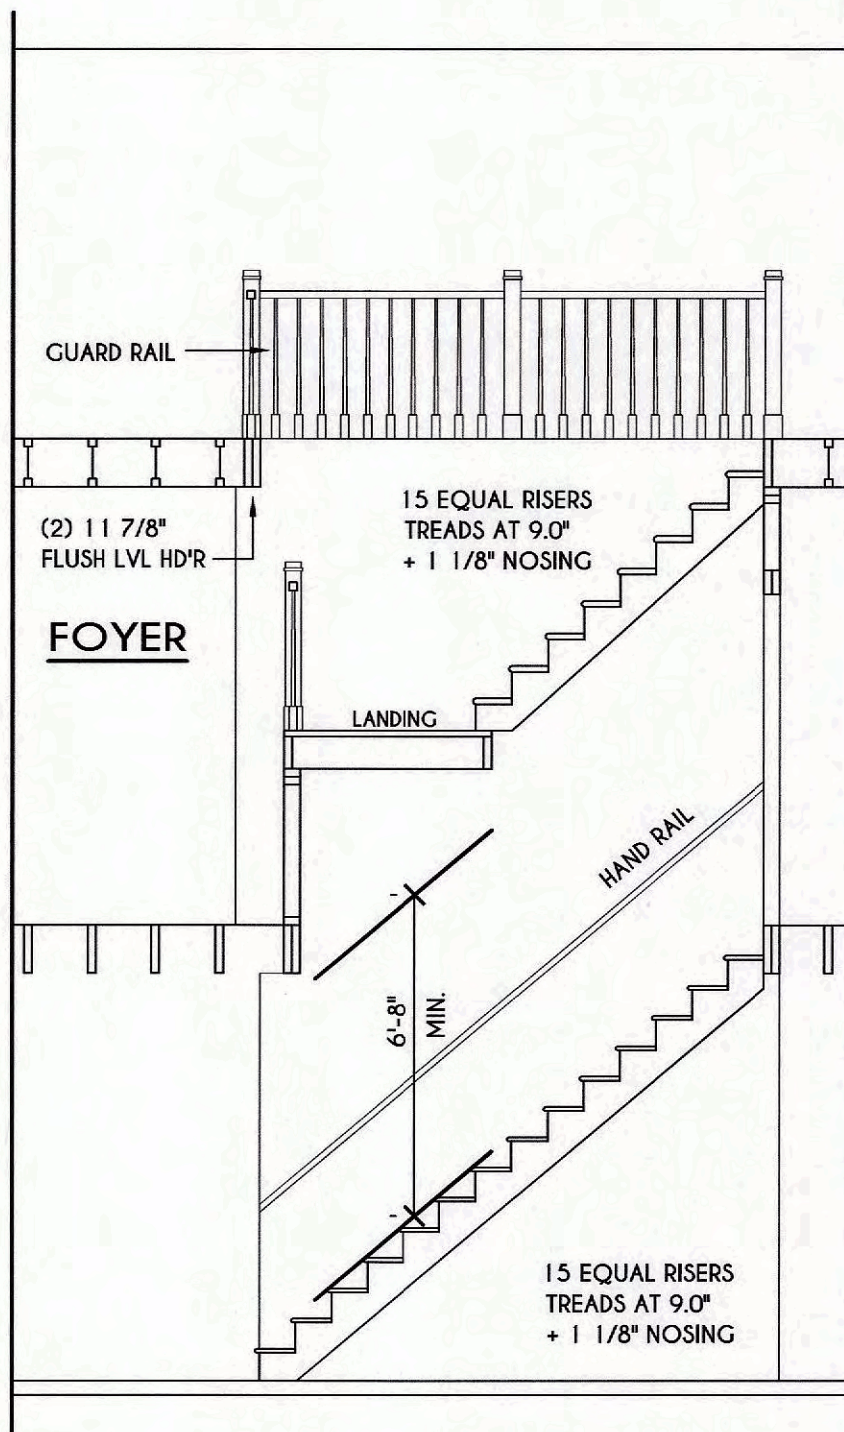 GUARD RAIL
15 EQUAL RISERS
TREADS AT 9.0"
+ 1 1/8" NOSING
(2) 11 7/8"
FLUSH LVL HD'R
FOYER
LANDING
HAND RAIL
6'-8"
MIN.
15 EQUAL RISERS
TREADS AT 9.0"
+ 1 1/8" NOSING